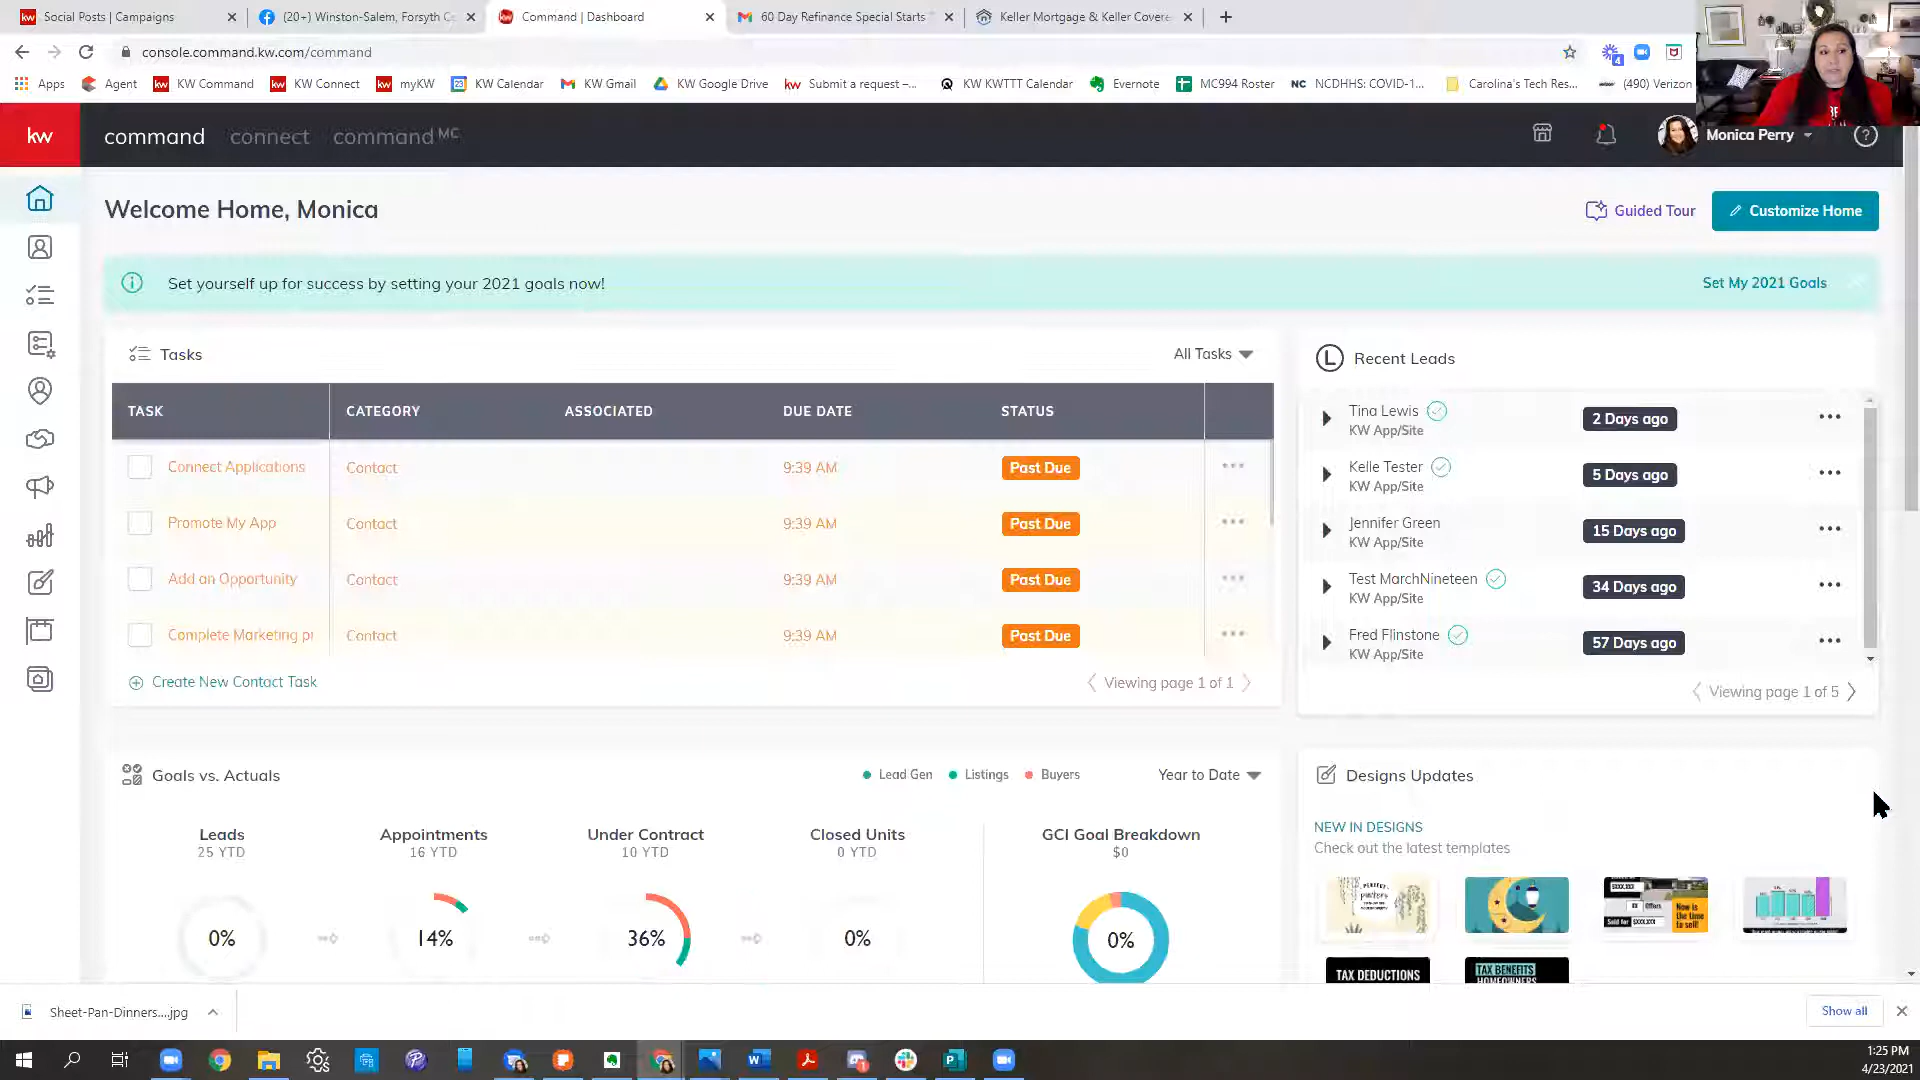 Social Posts | Campaigns
(20+) Winston-Salem, Forsyth C
Command | Dashboard
60 Day Refinance Special Starts
Keller Mortgage & Keller Covere
console.command.kw.com/command
Apps
Agent
KW Command
KW Connect
myKW
KW Calendar
KW Gmail
KW Google Drive
Submit a request –...
KW KWTTT Calendar
Evernote
MC994 Roster
NCDHHS: COVID-1...
Carolina's Tech Res...
(490) Verizon
kw
command
connect
command MC
Monica Perry
Welcome Home, Monica
Guided Tour
Customize Home
Set yourself up for success by setting your 2021 goals now!
Set My 2021 Goals
Tasks
All Tasks
TASK
CATEGORY
ASSOCIATED
DUE DATE
STATUS
Connect Applications
Contact
9:39 AM
Past Due
Promote My App
Contact
9:39 AM
Past Due
Add an Opportunity
Contact
9:39 AM
Past Due
Complete Marketing pr
Contact
9:39 AM
Past Due
Create New Contact Task
Viewing page 1 of 1
Recent Leads
Tina Lewis
KW App/Site
2 Days ago
Kelle Tester
KW App/Site
5 Days ago
Jennifer Green
KW App/Site
15 Days ago
Test MarchNineteen
KW App/Site
34 Days ago
Fred Flinstone
KW App/Site
57 Days ago
Viewing page 1 of 5
Goals vs. Actuals
Lead Gen
Listings
Buyers
Year to Date
Leads
25 YTD
0%
Appointments
16 YTD
14%
Under Contract
10 YTD
36%
Closed Units
0 YTD
0%
GCI Goal Breakdown
$0
0%
Designs Updates
NEW IN DESIGNS
Check out the latest templates
Now is
the time
to sell!
TAX DEDUCTIONS
TAX BENEFITS
HOMEOWNERS
Sheet-Pan-Dinners....jpg
Show all
1:25 PM
4/23/2021